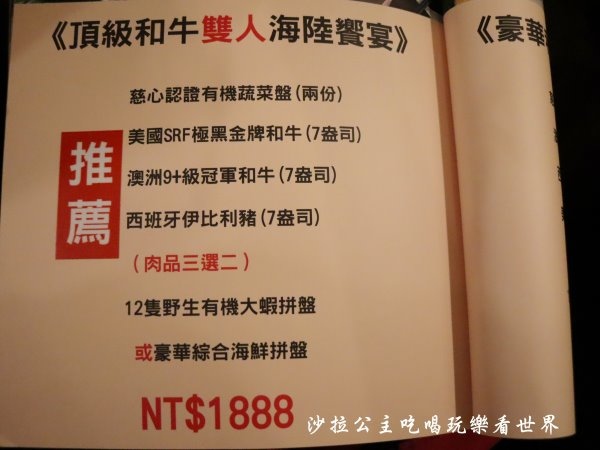 《頂級和牛雙人海陸饗宴》
慈心認證有機蔬菜盤(兩份)
推薦
美國SRF極黑金牌和牛(7盎司)
澳洲9+級冠軍和牛(7盎司)
西班牙伊比利豬(7盎司)
(肉品三選二)
12隻野生有機大蝦拼盤
或豪華綜合海鮮拼盤
NT$1888
《豪華
沙拉公主吃喝玩樂看世界